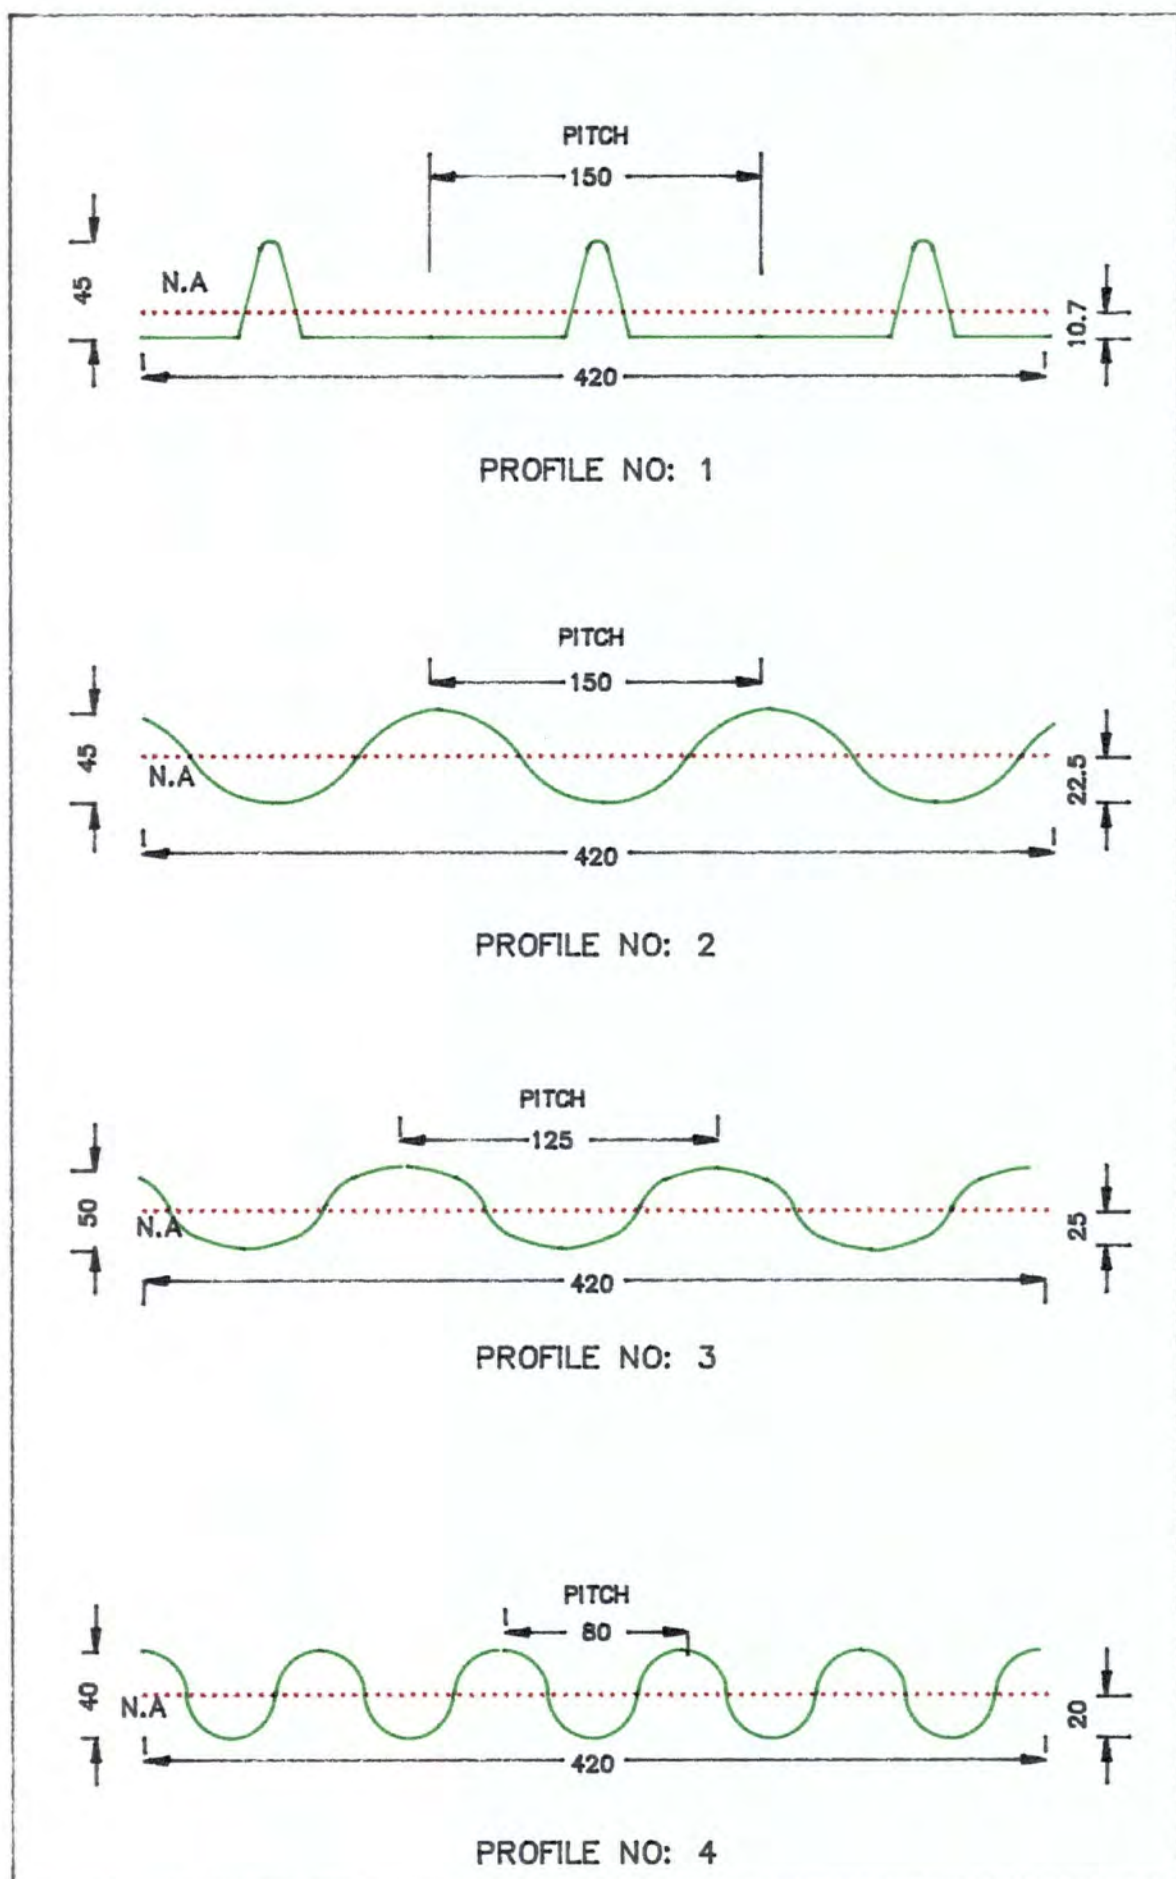 PITCH
150
45
N.A
10.7
420
PROFILE NO: 1
PITCH
150
45
N.A
22.5
420
PROFILE NO: 2
PITCH
125
50
N.A
25
420
PROFILE NO: 3
PITCH
80
40
N.A
20
420
PROFILE NO: 4